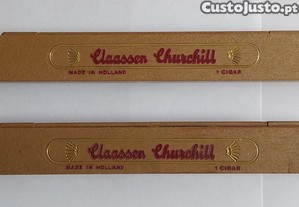 Custojusto.pt
Claassen Churchill
MADE IN HOLLAND 1 CIGAR
Claassen Churchill
MADE IN HOLLAND 1 CIGAR